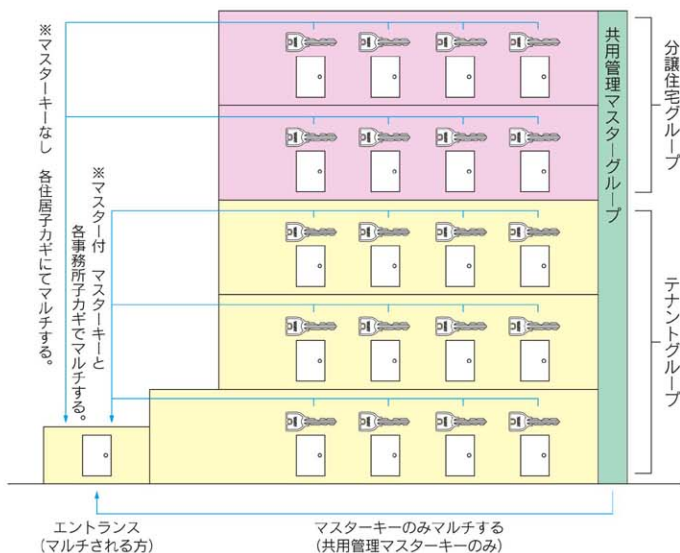 ※マスターキーなし 各住居子カギにてマルチする。
※マスター付 マスターキーと
各事務所子カギでマルチする。
共用管理マスターグループ
分譲住宅グループ
テナントグループ
エントランス
(マルチされる方)
マスターキーのみマルチする
(共用管理マスターキーのみ)